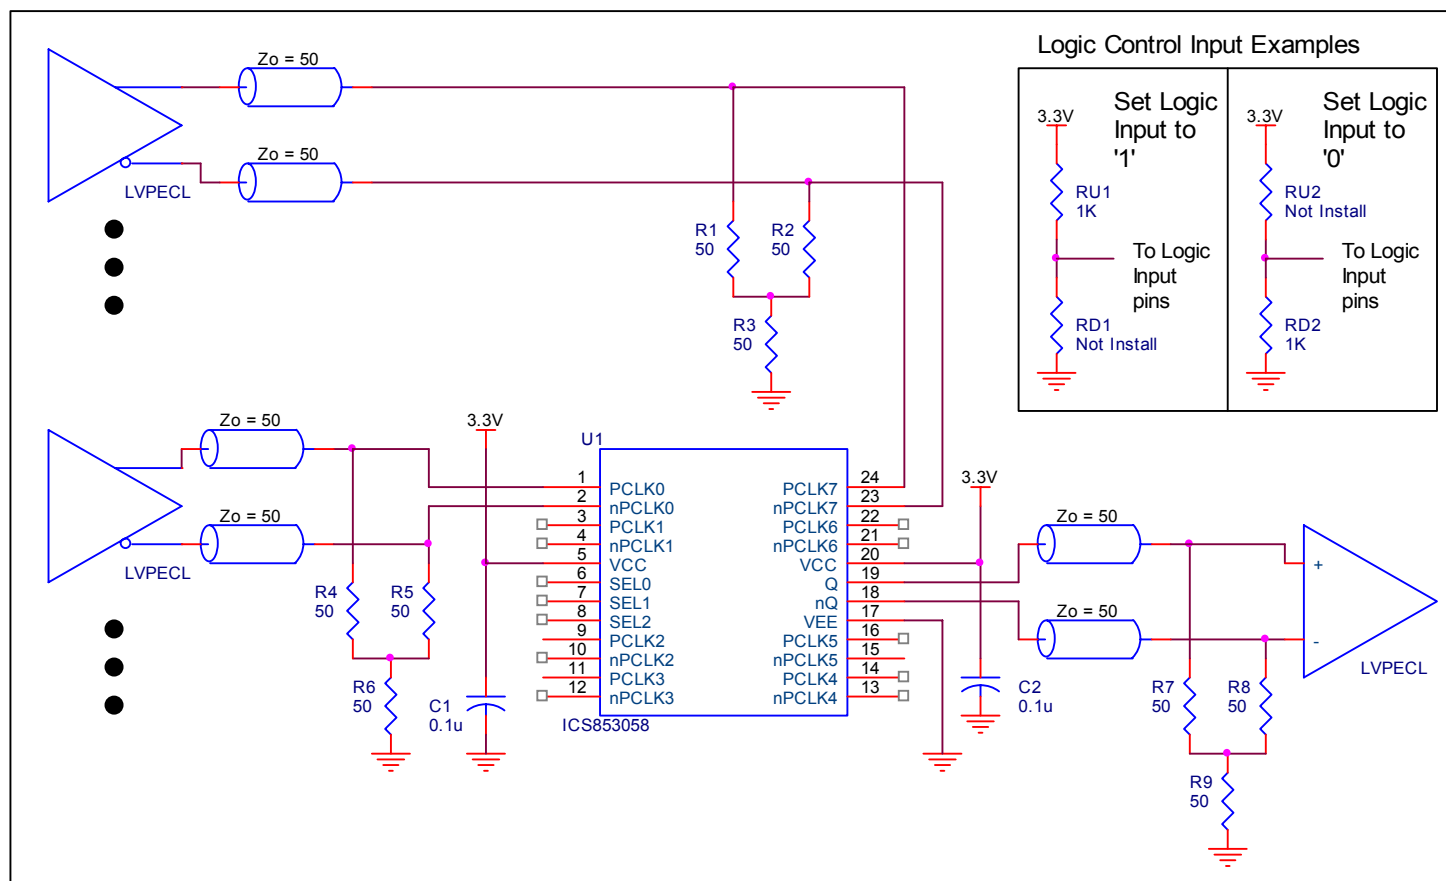 Logic Control Input Examples
Zo = 50
Zo = 50
LVPECL
3.3V
Set Logic
Input to
'1'
RU1
1K
To Logic
Input
pins
RD1
Not Install
3.3V
Set Logic
Input to
'0'
RU2
Not Install
To Logic
Input
pins
RD2
1K
R1
50
R2
50
R3
50
Zo = 50
Zo = 50
LVPECL
R4
50
R5
50
R6
50
3.3V
C1
0.1u
U1
1 PCLK0
2 nPCLK0
3 PCLK1
4 nPCLK1
5 VCC
6 SEL0
7 SEL1
8 SEL2
9 PCLK2
10 nPCLK2
11 PCLK3
12 nPCLK3
PCLK7 24
nPCLK7 23
PCLK6 22
nPCLK6 21
VCC 20
Q 19
nQ 18
VEE 17
PCLK5 16
nPCLK5 15
PCLK4 14
nPCLK4 13
ICS853058
3.3V
C2
0.1u
Zo = 50
Zo = 50
+
-
LVPECL
R7
50
R8
50
R9
50